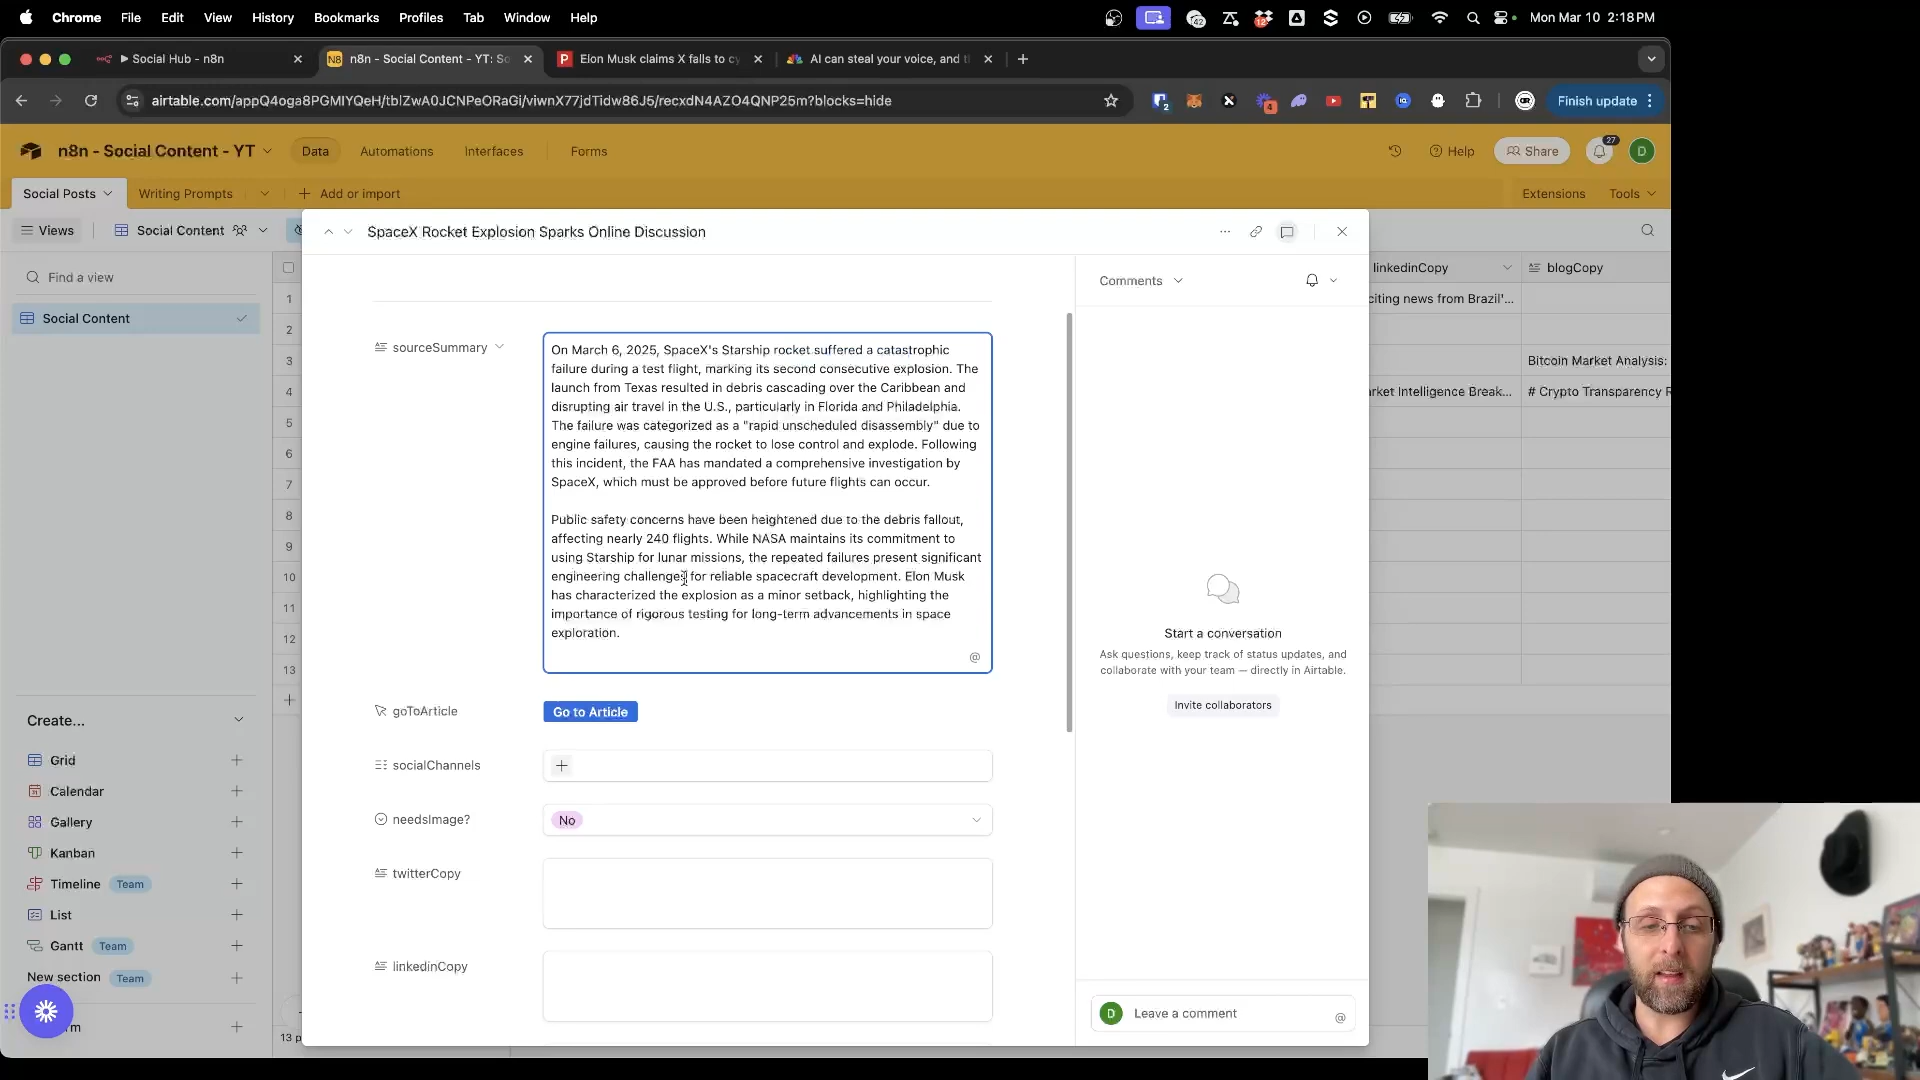 Chrome File Edit View History Bookmarks Profiles Tab Window Help
42
12
Mon Mar 10 2:18 PM
Social Hub - n8n
n8n - Social Content - YT: So
Elon Musk claims X falls to cy
AI can steal your voice, and t
airtable.com/appQ4oga8PGMIYQeH/tblZwA0JCNPeORaGi/viwnX77jdTidw86J5/recxdN4AZO4QNP25m?blocks=hide
2
4
Finish update
n8n - Social Content - YT
Data
Automations
Interfaces
Forms
Help
Share
27
D
Social Posts
Writing Prompts
Add or import
Extensions
Tools
Views
Social Content
SpaceX Rocket Explosion Sparks Online Discussion
Find a view
Social Content
1
2
3
4
5
6
7
8
9
10
11
12
13
13 p
Create...
Grid
Calendar
Gallery
Kanban
Timeline Team
List
Gantt Team
New section Team
sourceSummary
On March 6, 2025, SpaceX's Starship rocket suffered a catastrophic
failure during a test flight, marking its second consecutive explosion. The
launch from Texas resulted in debris cascading over the Caribbean and
disrupting air travel in the U.S., particularly in Florida and Philadelphia.
The failure was categorized as a "rapid unscheduled disassembly" due to
engine failures, causing the rocket to lose control and explode. Following
this incident, the FAA has mandated a comprehensive investigation by
SpaceX, which must be approved before future flights can occur.
Public safety concerns have been heightened due to the debris fallout,
affecting nearly 240 flights. While NASA maintains its commitment to
using Starship for lunar missions, the repeated failures present significant
engineering challenges for reliable spacecraft development. Elon Musk
has characterized the explosion as a minor setback, highlighting the
importance of rigorous testing for long-term advancements in space
exploration.
@
goToArticle
Go to Article
socialChannels
needsImage?
No
twitterCopy
linkedinCopy
Comments
Start a conversation
Ask questions, keep track of status updates, and
collaborate with your team — directly in Airtable.
Invite collaborators
D
Leave a comment
@
linkedinCopy
blogCopy
citing news from Brazil'...
Bitcoin Market Analysis:
rket Intelligence Break...
# Crypto Transparency R